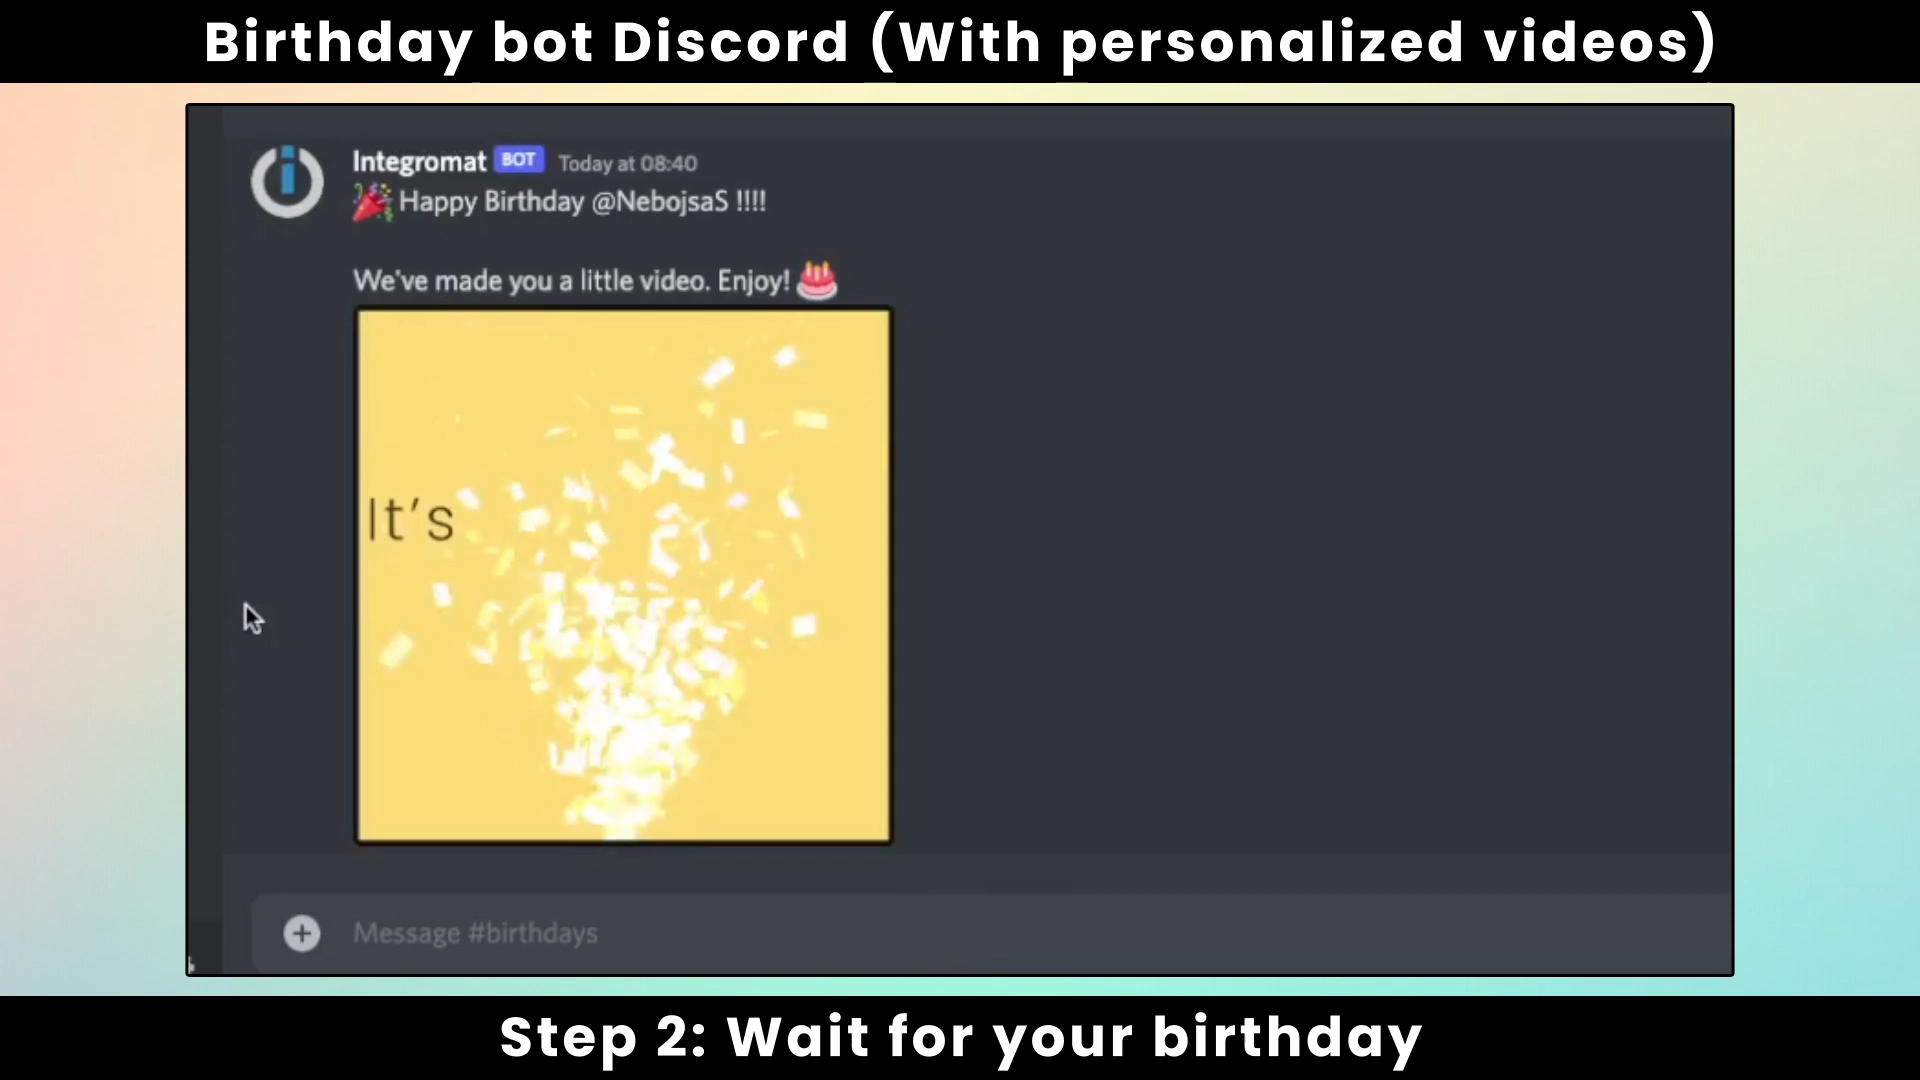 Birthday bot Discord (With personalized videos)
Integromat BOT Today at 08:40
🎉 Happy Birthday @NebojsaS !!!!
We've made you a little video. Enjoy! 🎂
It's
Message #birthdays
Step 2: Wait for your birthday